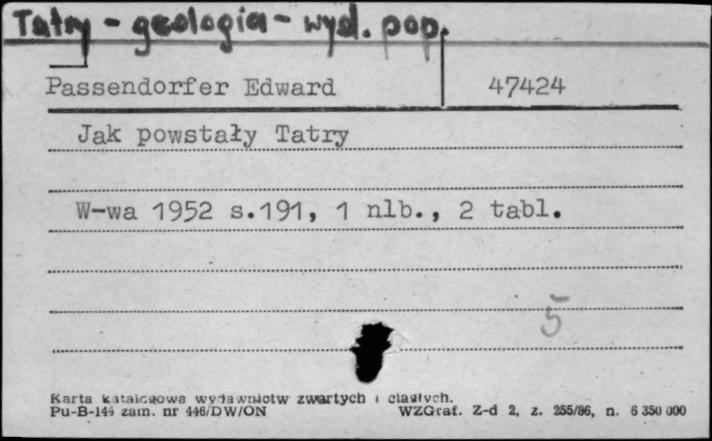 Tatry - geologia - wyd. pop.
Passendorfer Edward 47424
Jak powstały Tatry
W-wa 1952 s.191, 1 nlb., 2 tabl.
5
Karta katalogowa wydawnictw zwartych i ciągłych.
Pu-B-144 zam. nr 446/DW/ON WZGraf. Z-d 2, z. 255/86, n. 6 350 000